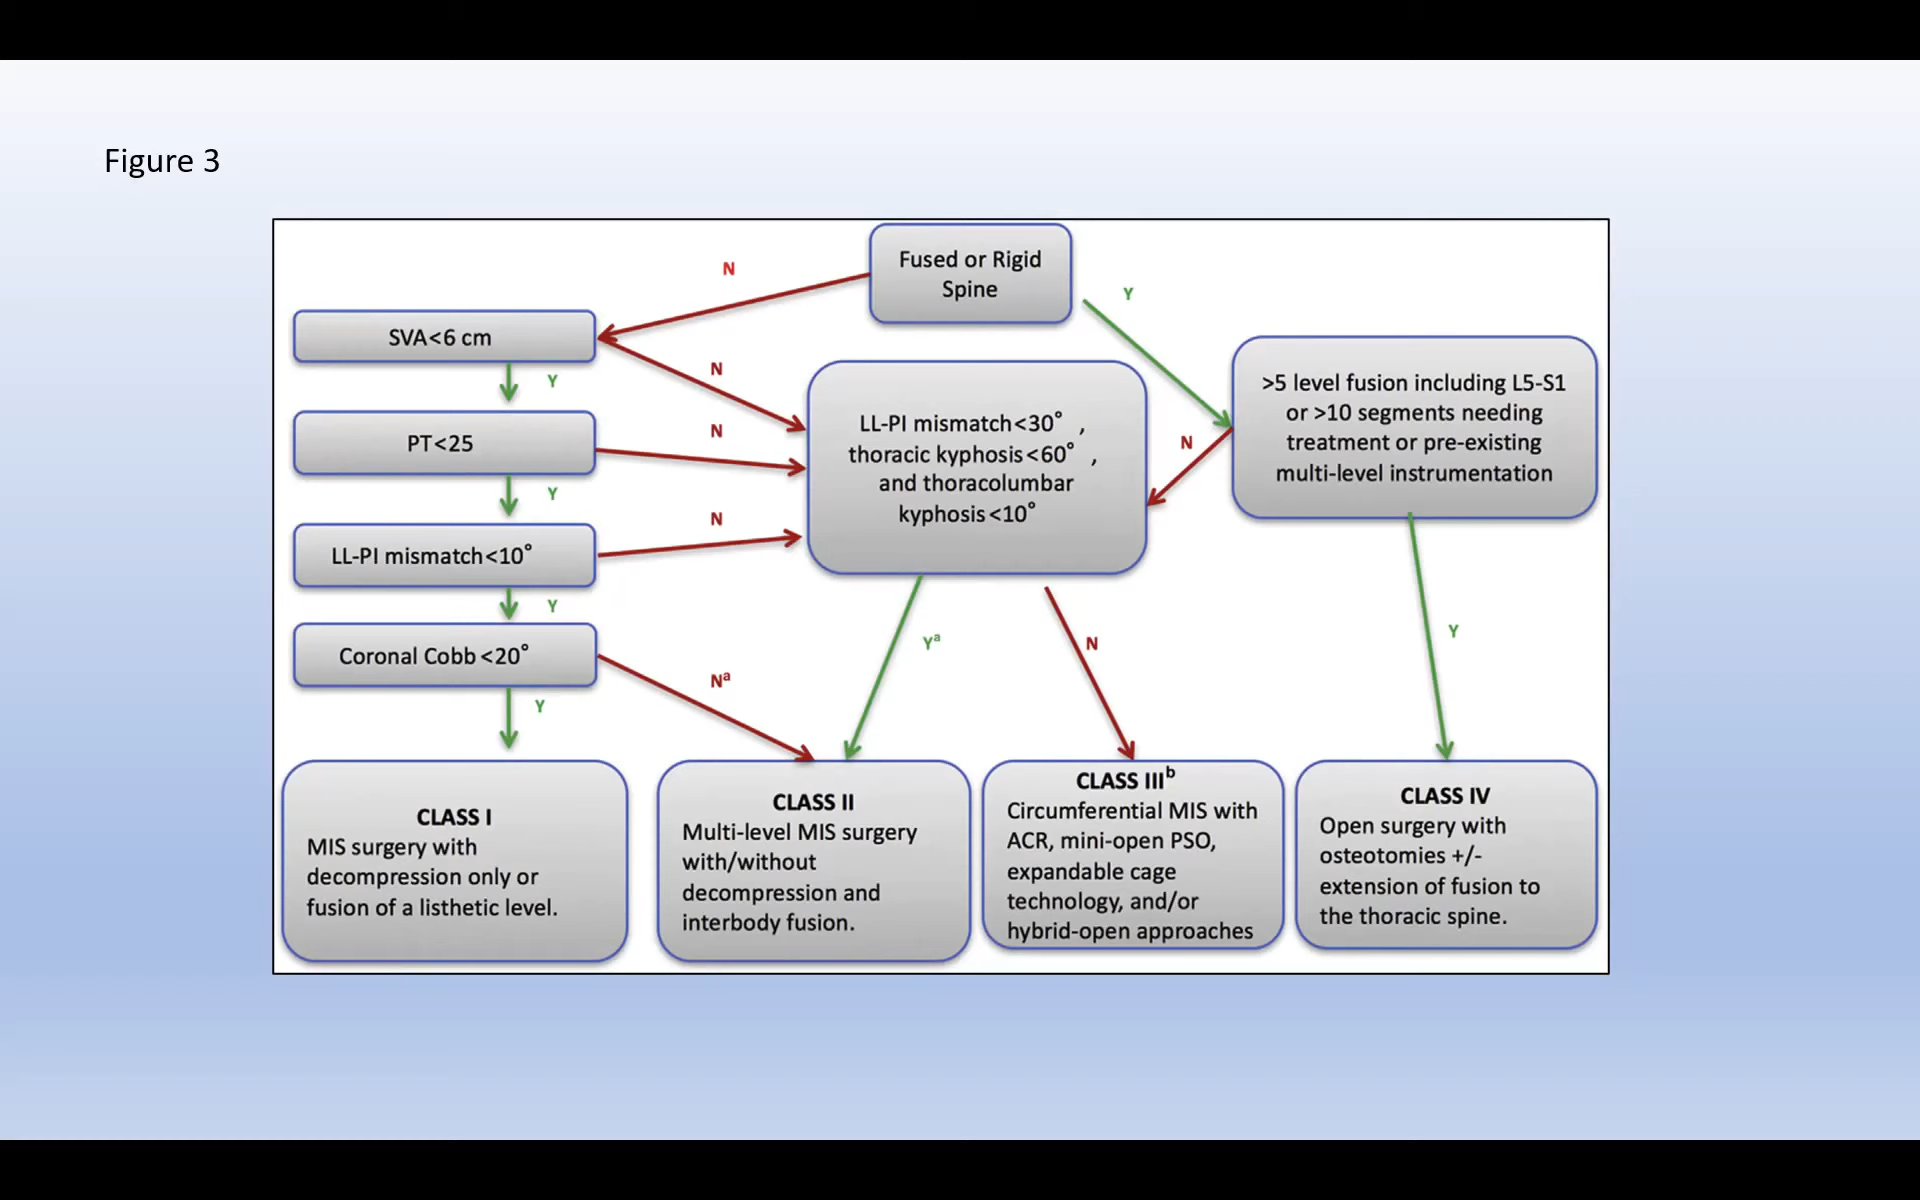 Figure 3
Fused or Rigid
Spine
N
Y
SVA<6 cm
Y
N
PT<25
N
Y
LL-PI mismatch<10°
N
Y
Coronal Cobb<20°
Nª
Y
LL-PI mismatch<30° ,
thoracic kyphosis<60° ,
and thoracolumbar
kyphosis<10°
Yª
N
>5 level fusion including L5-S1
or >10 segments needing
treatment or pre-existing
multi-level instrumentation
N
Y
CLASS I
MIS surgery with
decompression only or
fusion of a listhetic level.
CLASS II
Multi-level MIS surgery
with/without
decompression and
interbody fusion.
CLASS IIIᵇ
Circumferential MIS with
ACR, mini-open PSO,
expandable cage
technology, and/or
hybrid-open approaches
CLASS IV
Open surgery with
osteotomies +/-
extension of fusion to
the thoracic spine.